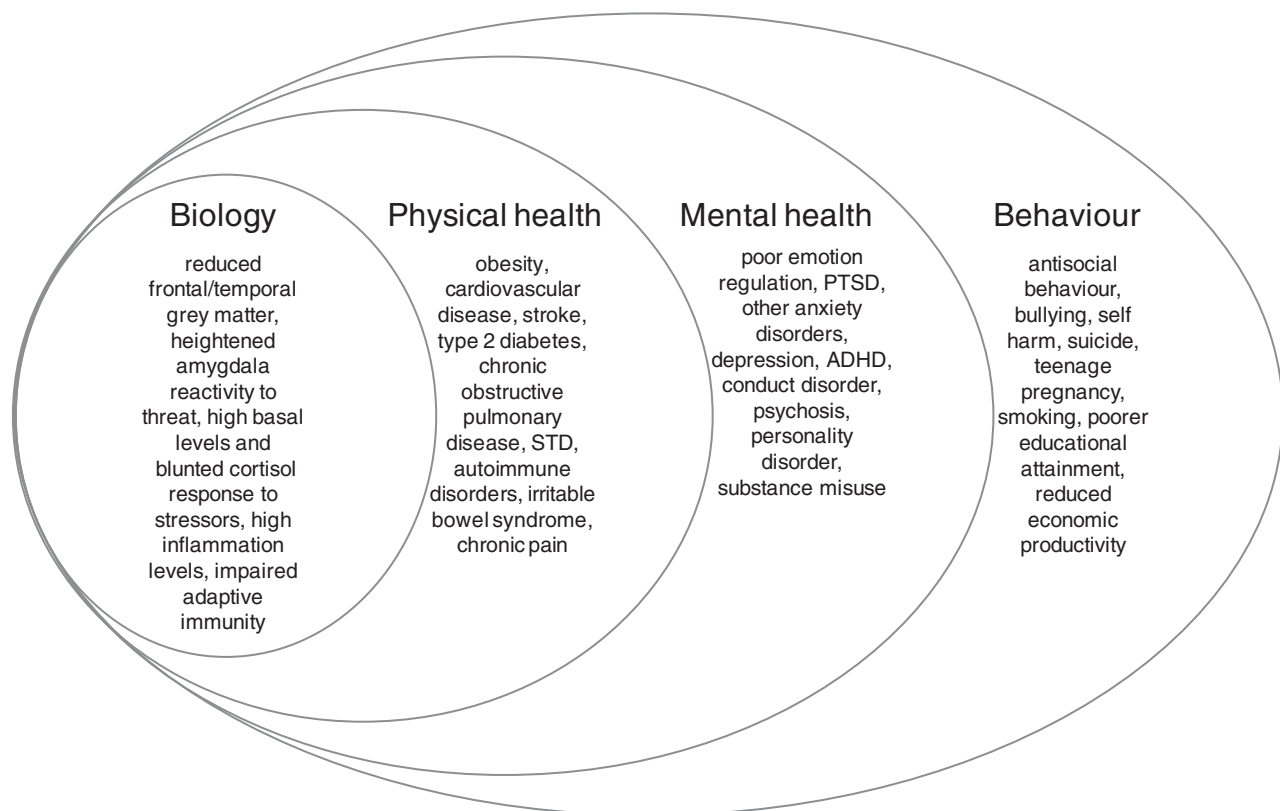 Biology
reduced
frontal/temporal
grey matter,
heightened
amygdala
reactivity to
threat, high basal
levels and
blunted cortisol
response to
stressors, high
inflammation
levels, impaired
adaptive
immunity
Physical health
obesity,
cardiovascular
disease, stroke,
type 2 diabetes,
chronic
obstructive
pulmonary
disease, STD,
autoimmune
disorders, irritable
bowel syndrome,
chronic pain
Mental health
poor emotion
regulation, PTSD,
other anxiety
disorders,
depression, ADHD,
conduct disorder,
psychosis,
personality
disorder,
substance misuse
Behaviour
antisocial
behaviour,
bullying, self
harm, suicide,
teenage
pregnancy,
smoking, poorer
educational
attainment,
reduced
economic
productivity